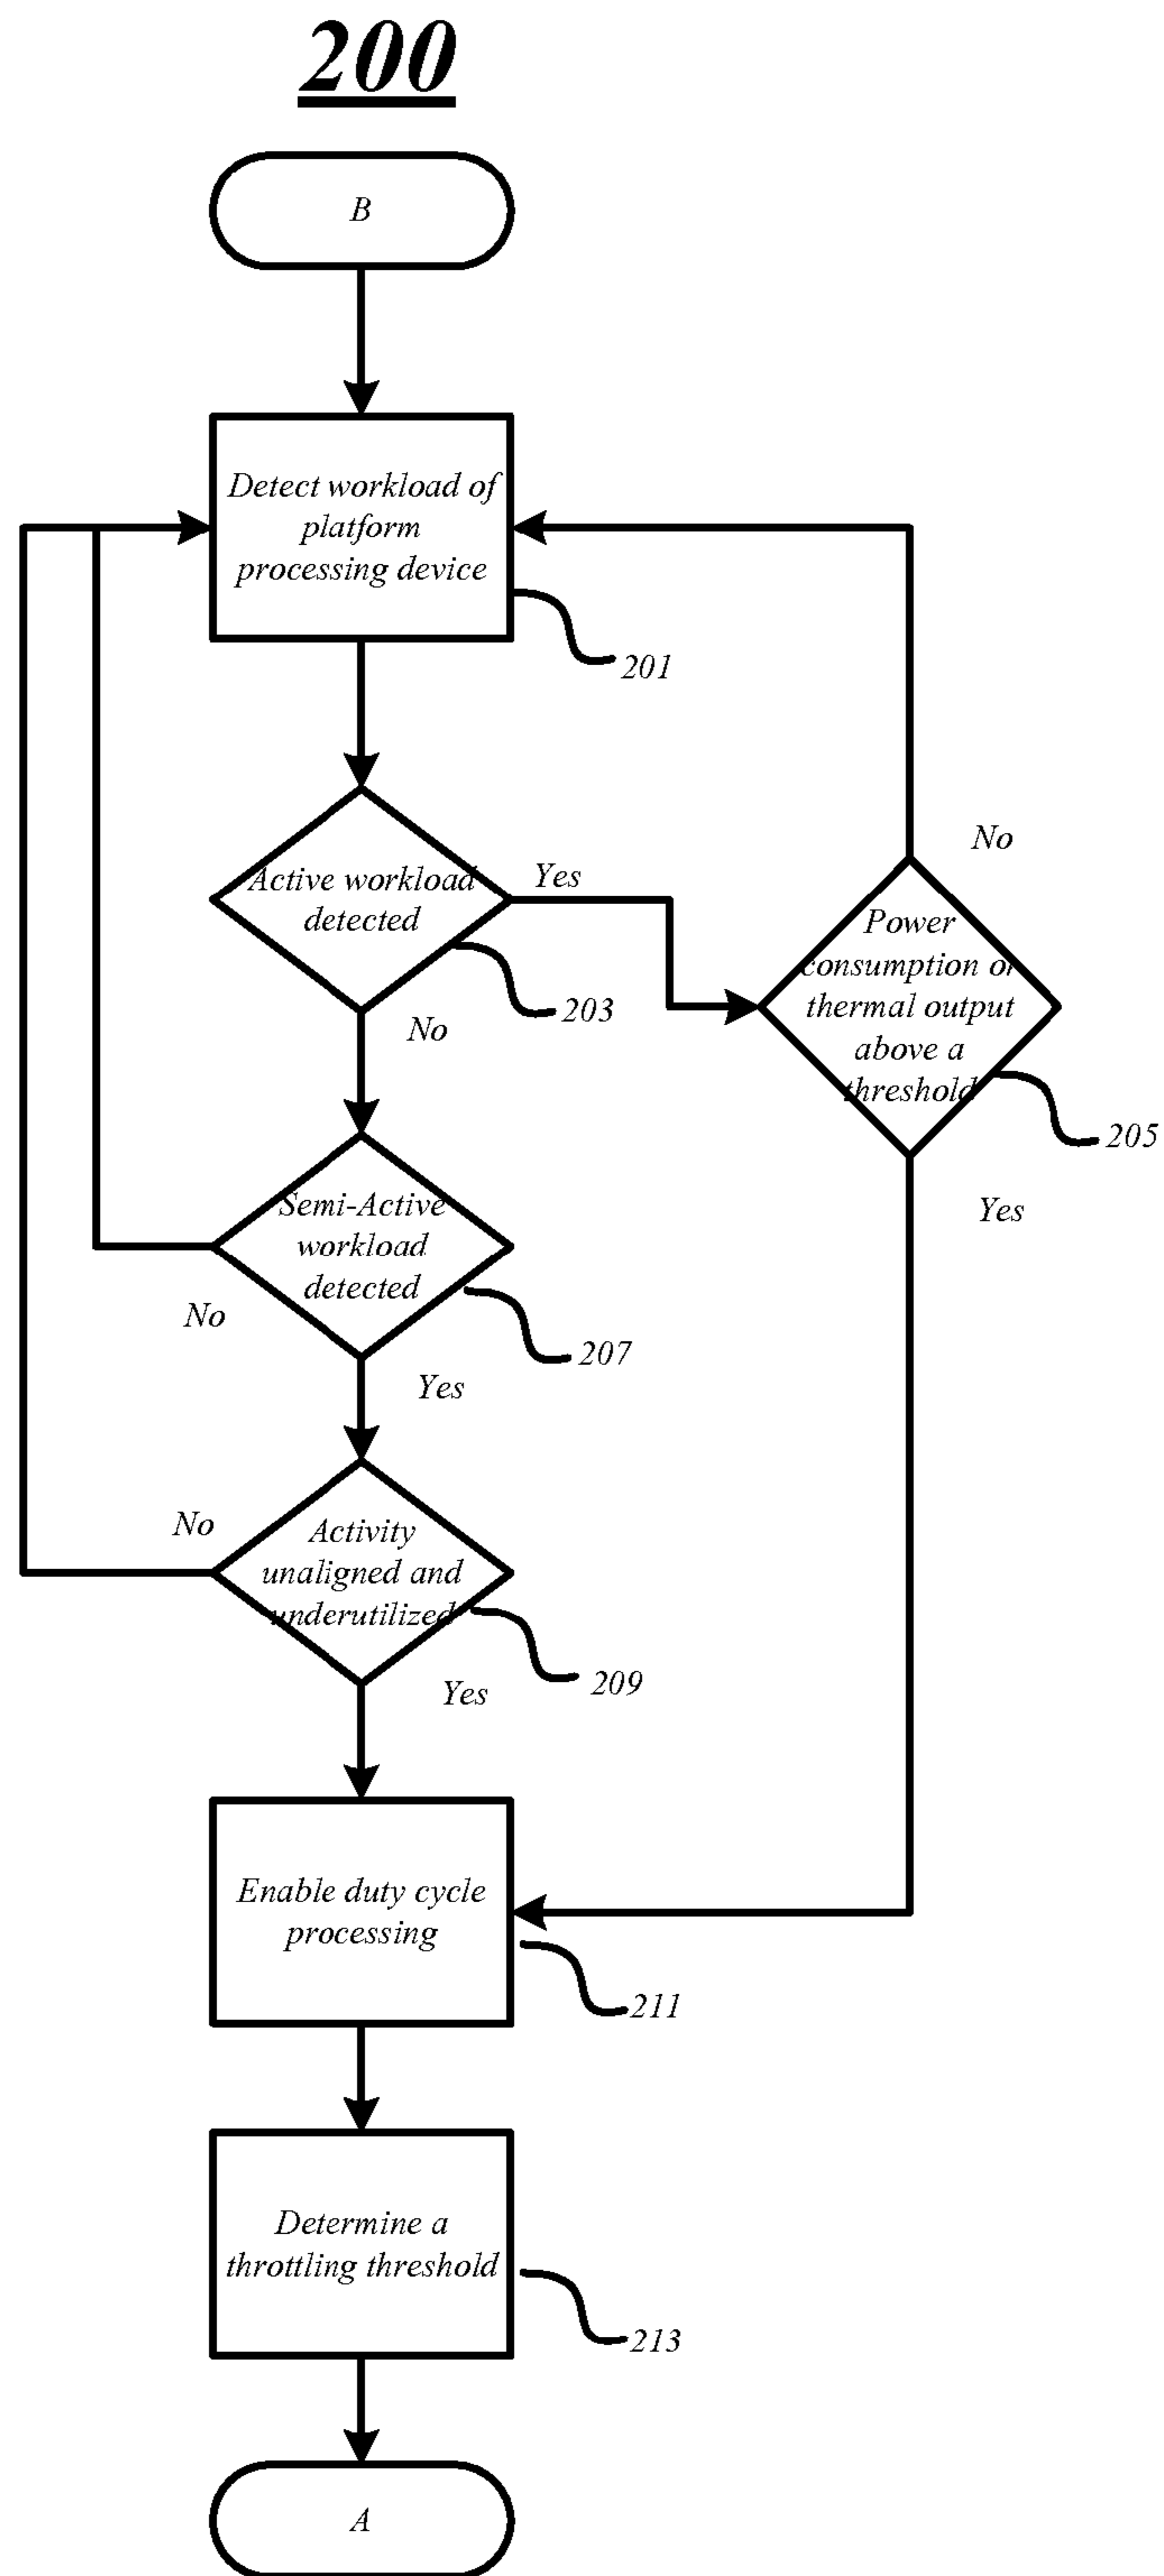 200
B
Detect workload of
platform
processing device
201
Active workload
detected
Yes
203
No
No
Power
consumption or
thermal output
above a
threshold
205
Yes
Semi-Active
workload
detected
No
207
Yes
No
Activity
unaligned and
underutilized
209
Yes
Enable duty cycle
processing
211
Determine a
throttling threshold
213
A